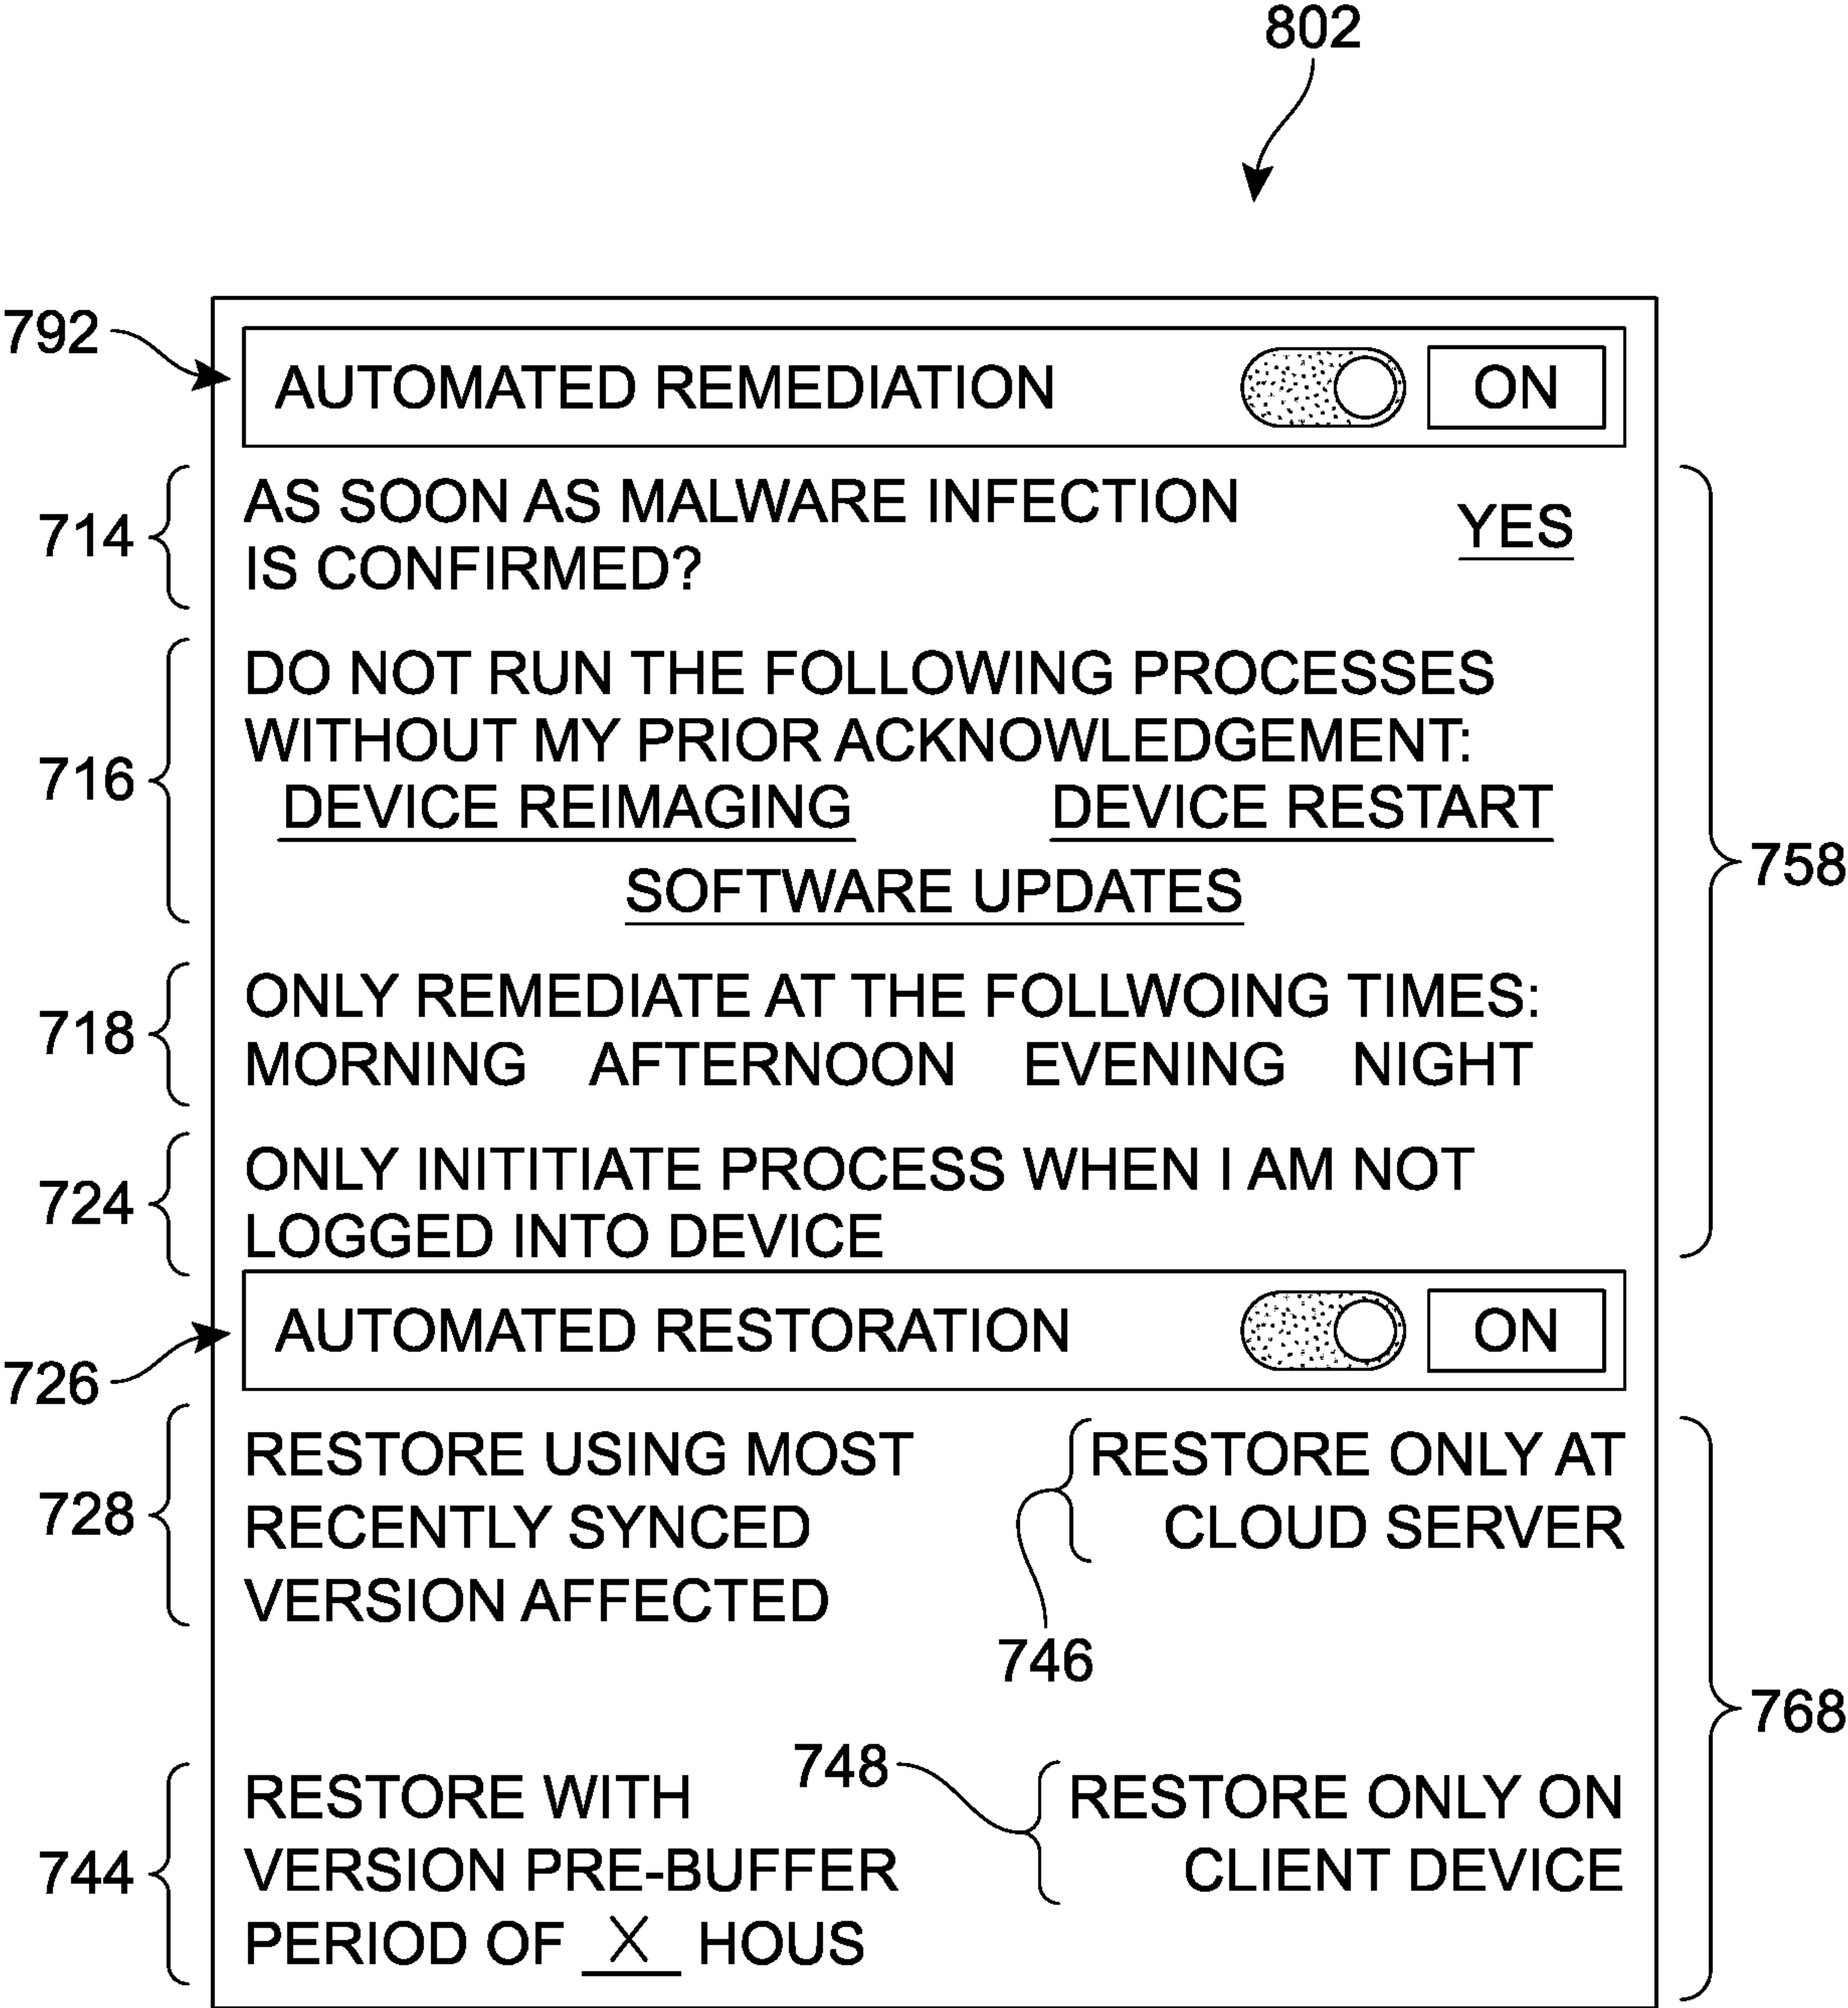 802
792
AUTOMATED REMEDIATION ON
714
AS SOON AS MALWARE INFECTION
IS CONFIRMED?
YES
716
DO NOT RUN THE FOLLOWING PROCESSES
WITHOUT MY PRIOR ACKNOWLEDGEMENT:
DEVICE REIMAGING DEVICE RESTART
SOFTWARE UPDATES
758
718
ONLY REMEDIATE AT THE FOLLWOING TIMES:
MORNING AFTERNOON EVENING NIGHT
724
ONLY INITITIATE PROCESS WHEN I AM NOT
LOGGED INTO DEVICE
726
AUTOMATED RESTORATION ON
728
RESTORE USING MOST
RECENTLY SYNCED
VERSION AFFECTED
RESTORE ONLY AT
CLOUD SERVER
746
768
744
RESTORE WITH
VERSION PRE-BUFFER
PERIOD OF X HOUS
748
RESTORE ONLY ON
CLIENT DEVICE